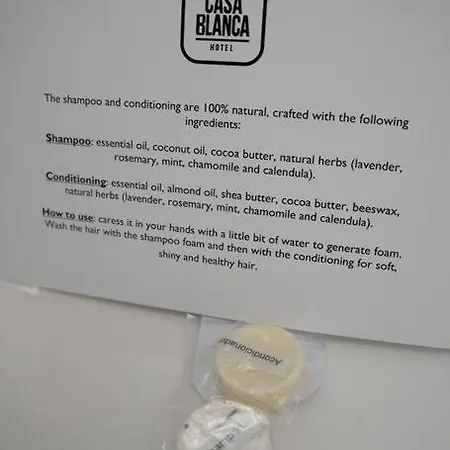 CASA
BLANCA
HOTEL
The shampoo and conditioning are 100% natural, crafted with the following
ingredients:
Shampoo: essential oil, coconut oil, cocoa butter, natural herbs (lavender,
rosemary, mint, chamomile and calendula).
Conditioning: essential oil, almond oil, shea butter, cocoa butter, beeswax,
natural herbs (lavender, rosemary, mint, chamomile and calendula).
How to use: caress it in your hands with a little bit of water to generate foam.
Wash the hair with the shampoo foam and then with the conditioning for soft,
shiny and healthy hair.
Acondicionad